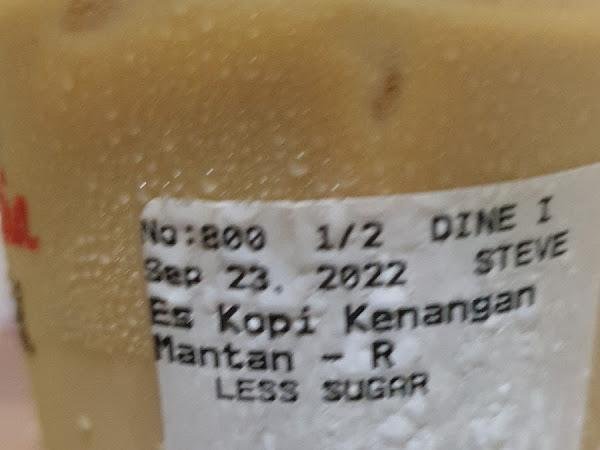 No:800 1/2 DINE I
Sep 23, 2022 STEVE
Es Kopi Kenangan
Mantan - R
LESS SUGAR